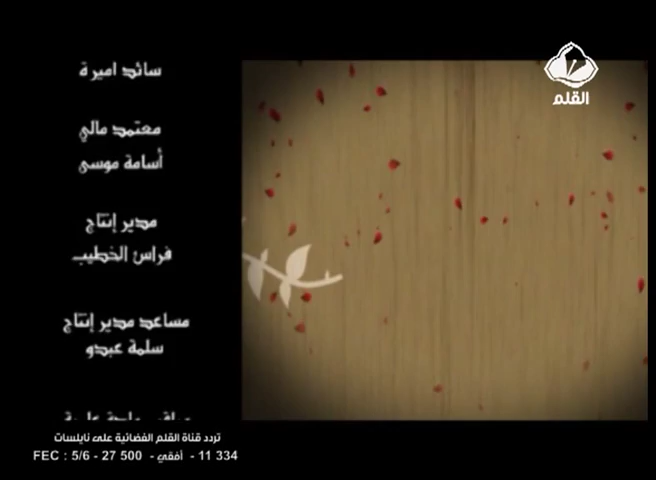 القلم
سائد اميرة
معتمد مالي
أسامة موسى
مدير إنتاج
فراس الخطيب
مساعد مدير إنتاج
سلمة عبدو
تردد قناة القلم الفضائية على نايلسات
FEC : 5/6 - 27 500 - أفقي - 11 334